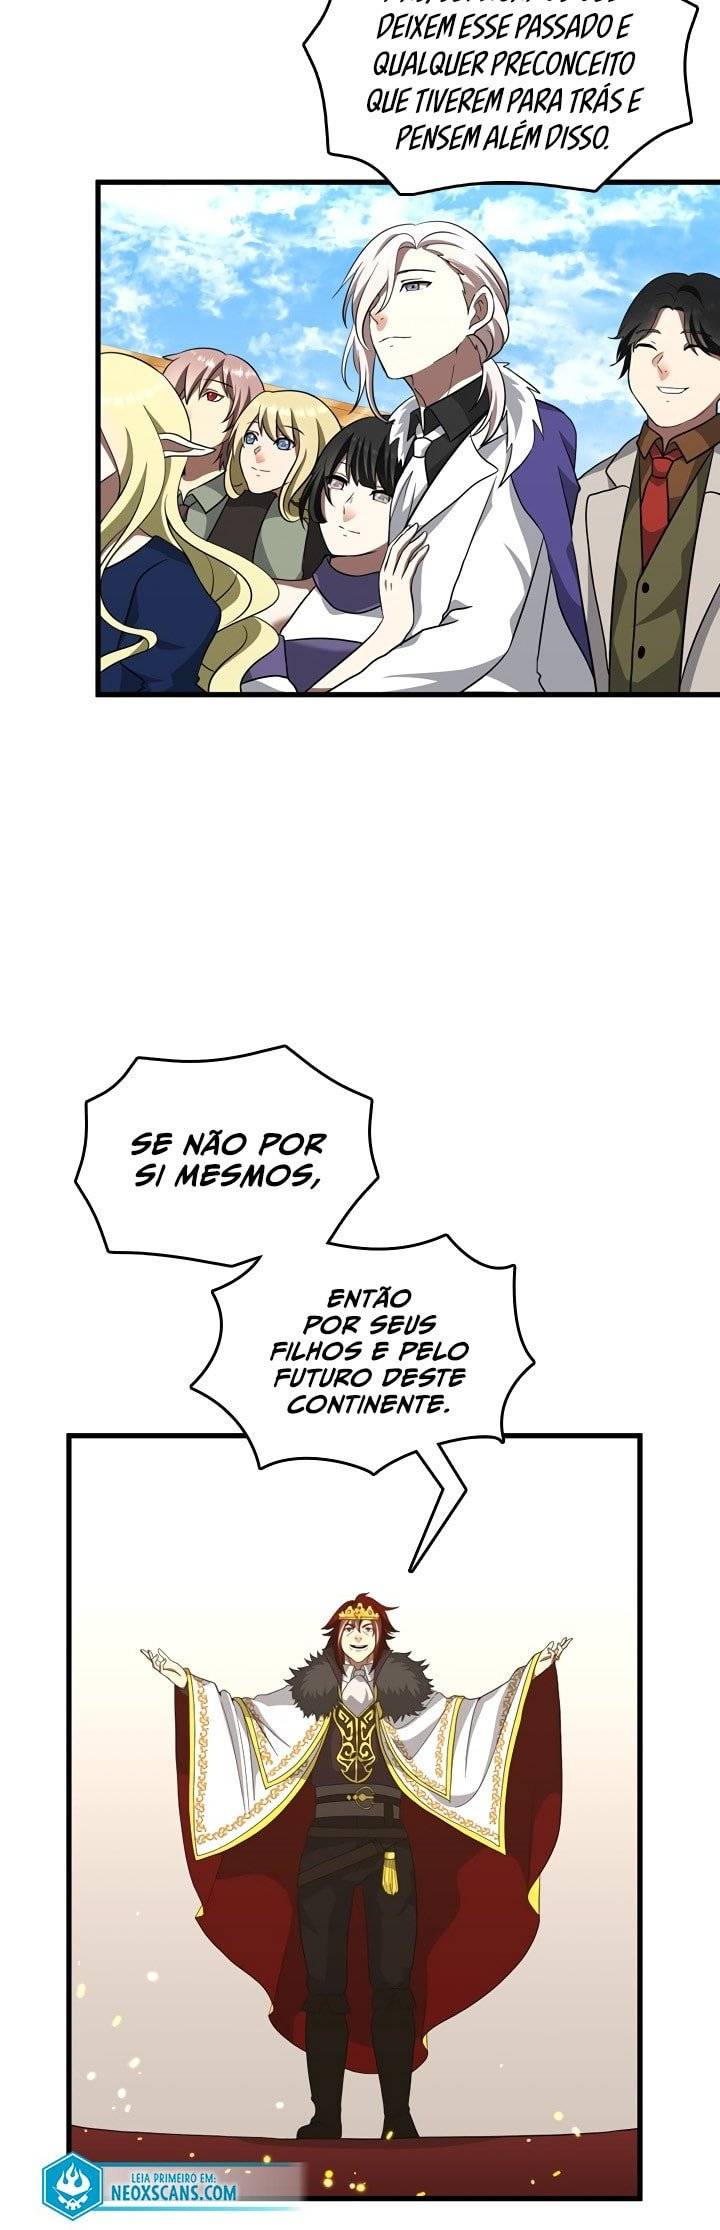 DEIXEM ESSE PASSADO E
QUALQUER PRECONCEITO
QUE TIVEREM PARA TRÁS E
PENSEM ALÉM DISSO.
SE NÃO POR
SI MESMOS,
ENTÃO
POR SEUS
FILHOS E PELO
FUTURO DESTE
CONTINENTE.
LEIA PRIMEIRO EM:
NEOXSCANS.COM